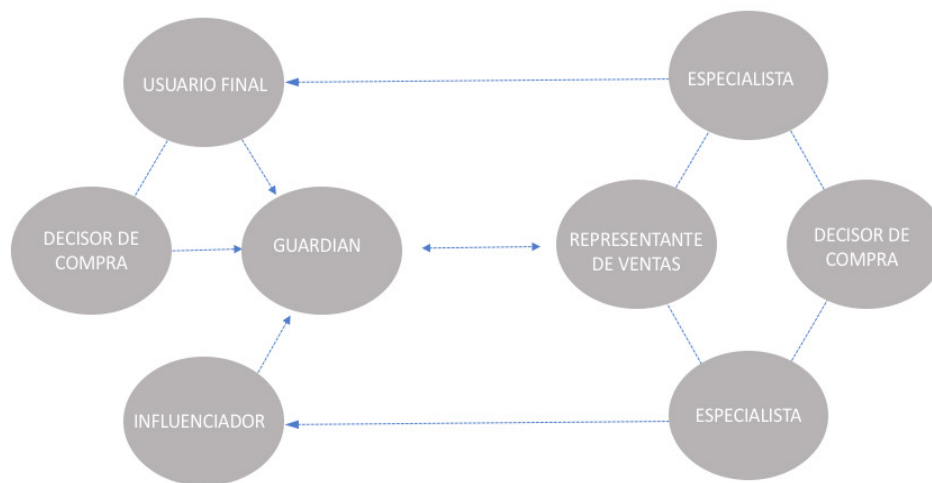 USUARIO FINAL
ESPECIALISTA
DECISOR DE
COMPRA
GUARDIAN
REPRESENTANTE
DE VENTAS
DECISOR DE
COMPRA
INFLUENCIADOR
ESPECIALISTA